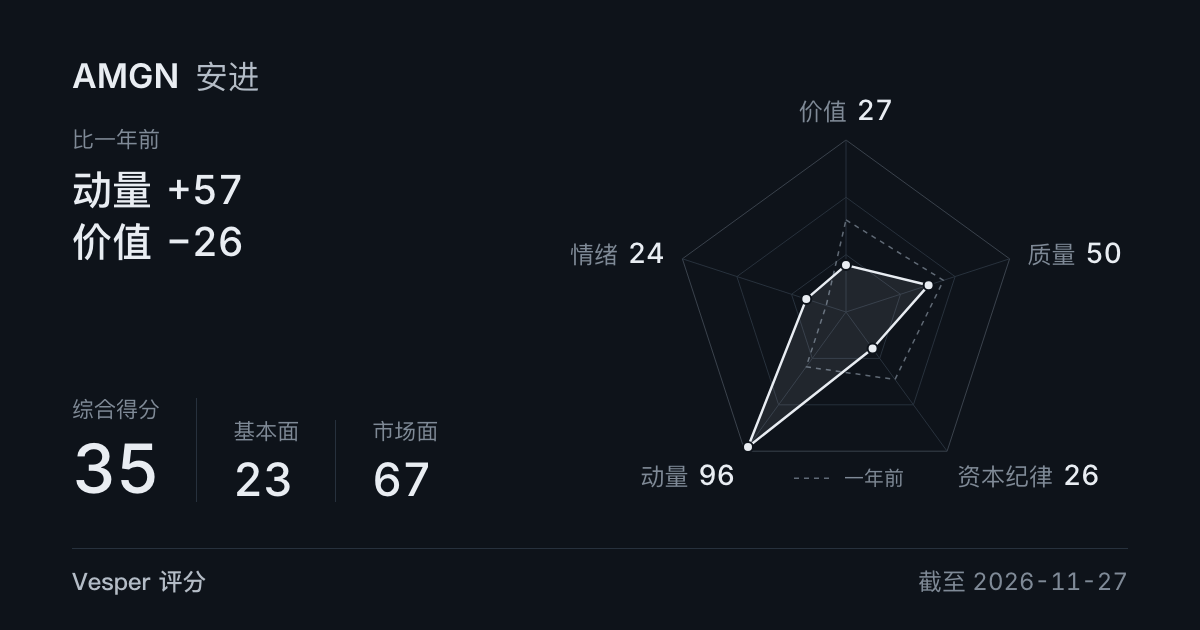 AMGN 安进
比一年前
动量 +57
价值 −26
综合得分
35
基本面
23
市场面
67
价值 27
质量 50
情绪 24
动量 96
一年前
资本纪律 26
Vesper 评分
截至 2026-11-27